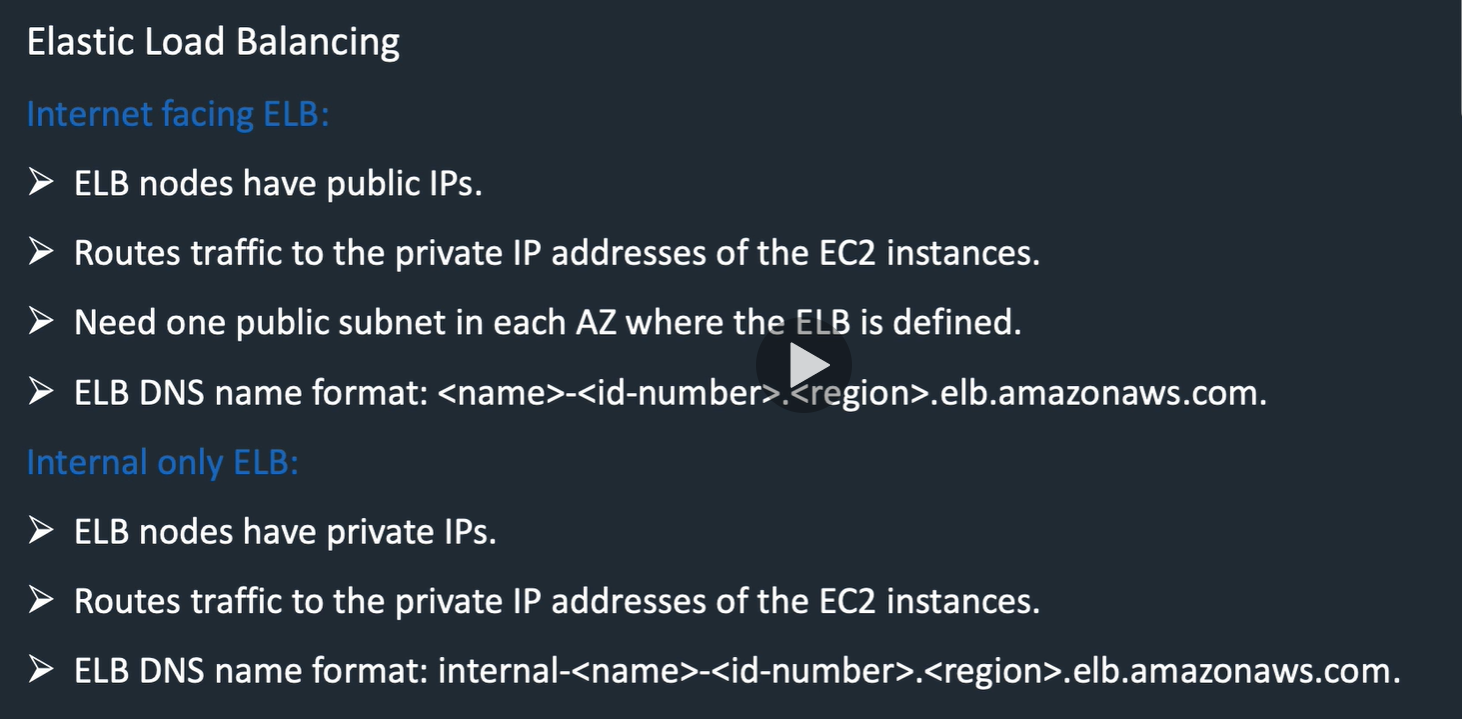 Elastic Load Balancing
Internet facing ELB:
➢ ELB nodes have public IPs.
➢ Routes traffic to the private IP addresses of the EC2 instances.
➢ Need one public subnet in each AZ where the ELB is defined.
➢ ELB DNS name format: <name>-<id-number>.<region>.elb.amazonaws.com.
Internal only ELB:
➢ ELB nodes have private IPs.
➢ Routes traffic to the private IP addresses of the EC2 instances.
➢ ELB DNS name format: internal-<name>-<id-number>.<region>.elb.amazonaws.com.